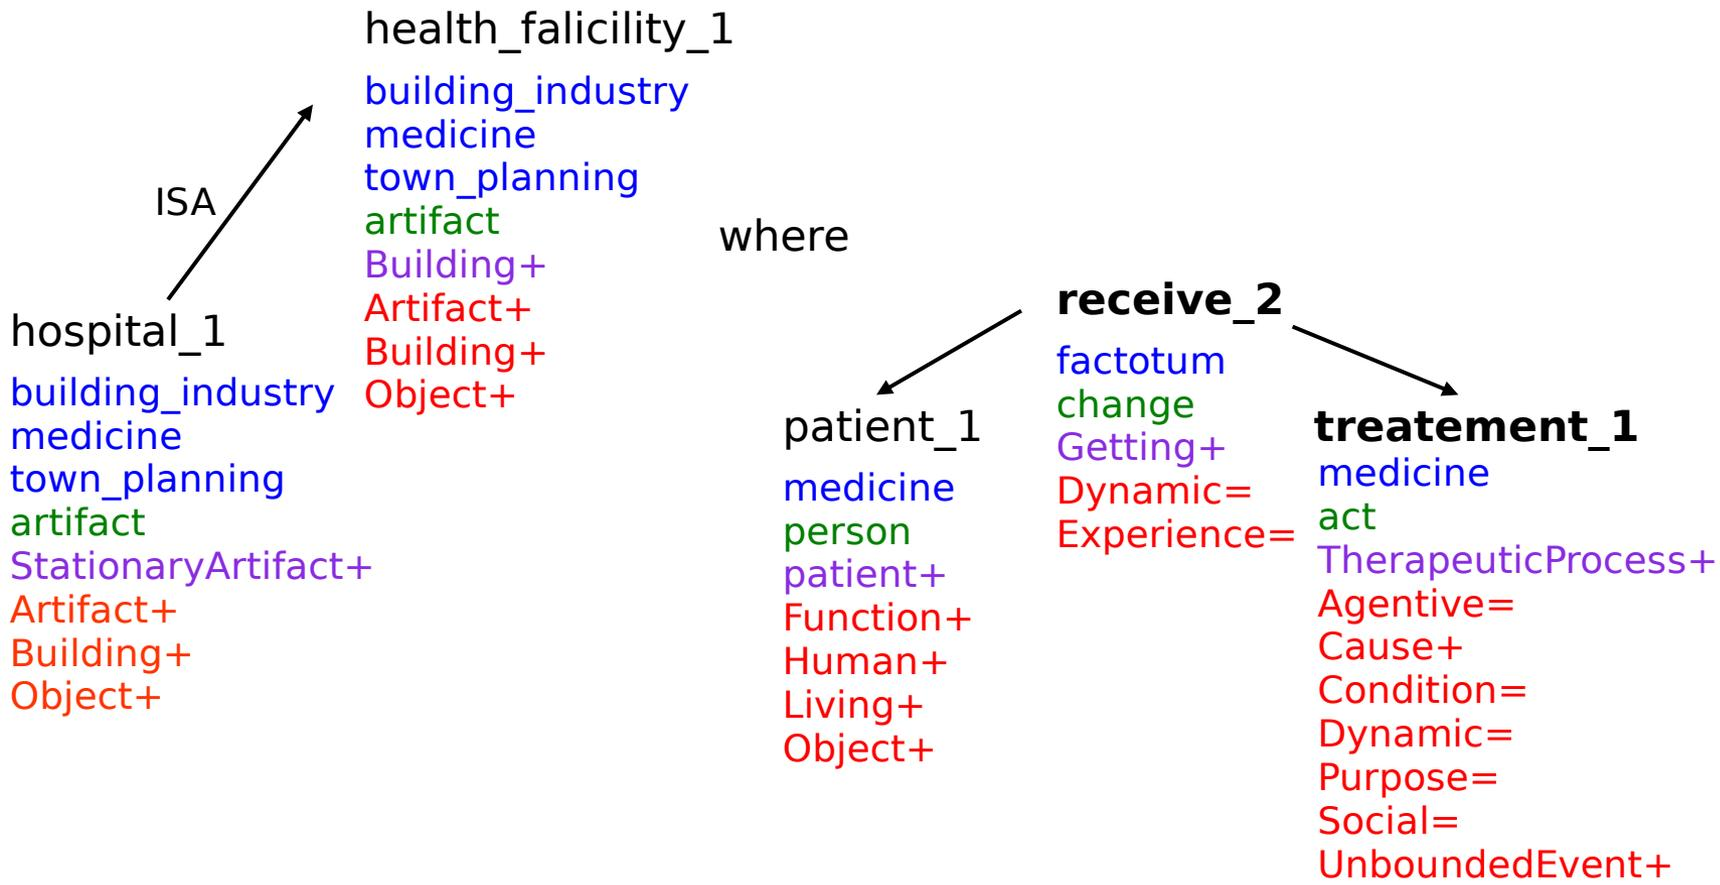 health_falicility_1
building_industry
medicine
town_planning
artifact
Building+
Artifact+
Building+
Object+
ISA
hospital_1
building_industry
medicine
town_planning
artifact
StationaryArtifact+
Artifact+
Building+
Object+
where
receive_2
factotum
change
Getting+
Dynamic=
Experience=
patient_1
medicine
person
patient+
Function+
Human+
Living+
Object+
treatement_1
medicine
act
TherapeuticProcess+
Agentive=
Cause+
Condition=
Dynamic=
Purpose=
Social=
UnboundedEvent+